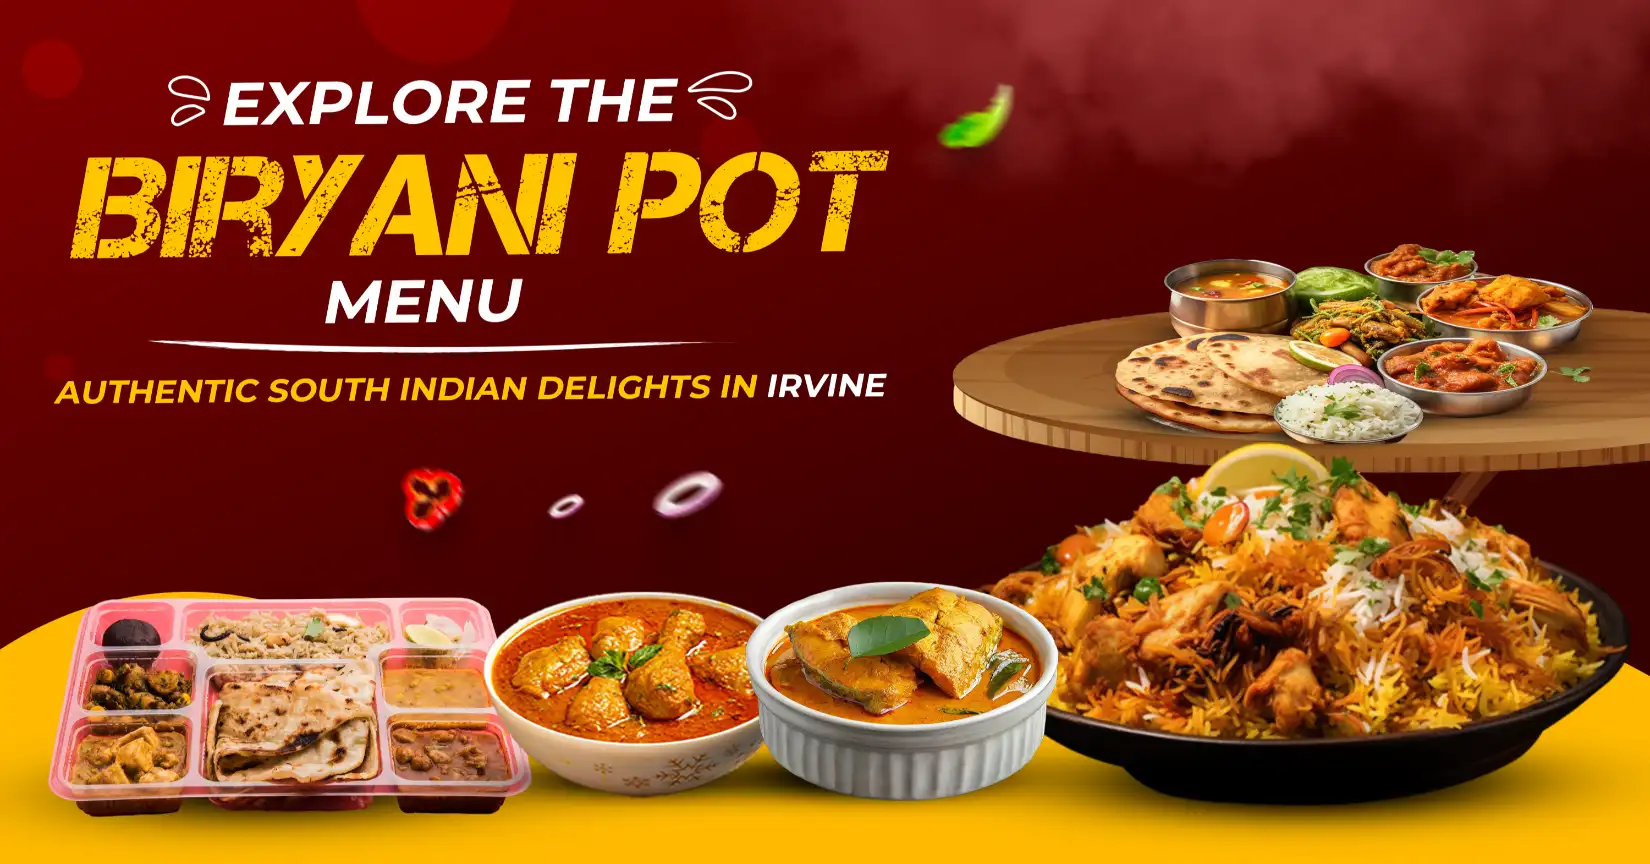 EXPLORE THE
BIRYANI POT
MENU
AUTHENTIC SOUTH INDIAN DELIGHTS IN IRVINE